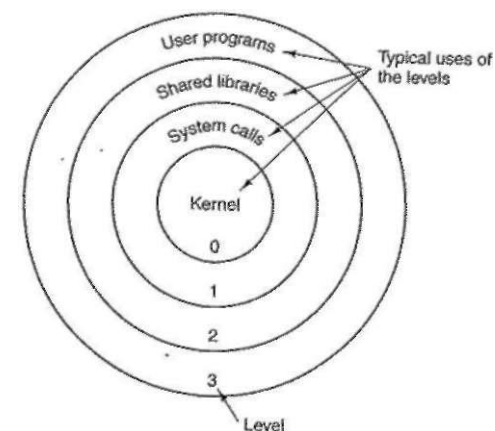 User programs
Shared libraries
System calls
Kernel
0
1
2
3
Typical uses of
the levels
Level